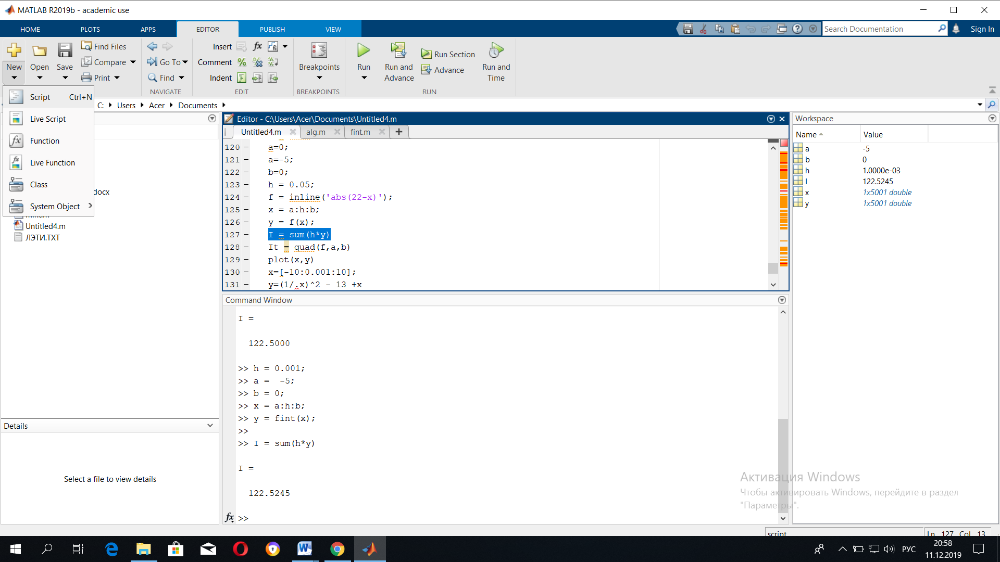 MATLAB R2019b - academic use
HOME PLOTS APPS EDITOR PUBLISH VIEW
Search Documentation
Sign In
New Open Save
Find Files
Compare
Print
Go To
Find
NAVIGATE
Insert fx
Comment
Indent
EDIT
Breakpoints
BREAKPOINTS
Run
Run and Advance
Run Section
Advance
Run and Time
RUN
Script Ctrl+N
Live Script
Function
Live Function
Class
System Object
C: Users Acer Documents
docx
Untitled4.m
ЛЭТИ.TXT
Details
Select a file to view details
Editor - C:\Users\Acer\Documents\Untitled4.m
Untitled4.m alg.m fint.m
120 – a=0;
121 – a=-5;
122 – b=0;
123 – h = 0.05;
124 – f = inline('abs(22-x)');
125 – x = a:h:b;
126 – y = f(x);
127 – I = sum(h*y)
128 – It = quad(f,a,b)
129 – plot(x,y)
130 – x=[-10:0.001:10];
131 – y=(1/.x)^2 - 13 +x
Command Window
I =
122.5000
>> h = 0.001;
>> a =  -5;
>> b = 0;
>> x = a:h:b;
>> y = fint(x);
>>
>> I = sum(h*y)
I =
122.5245
fx >>
Workspace
Name Value
a -5
b 0
h 1.0000e-03
I 122.5245
x 1x5001 double
y 1x5001 double
Активация Windows
Чтобы активировать Windows, перейдите в раздел
"Параметры".
script
Ln 127 Col 13
РУС
20:58
11.12.2019